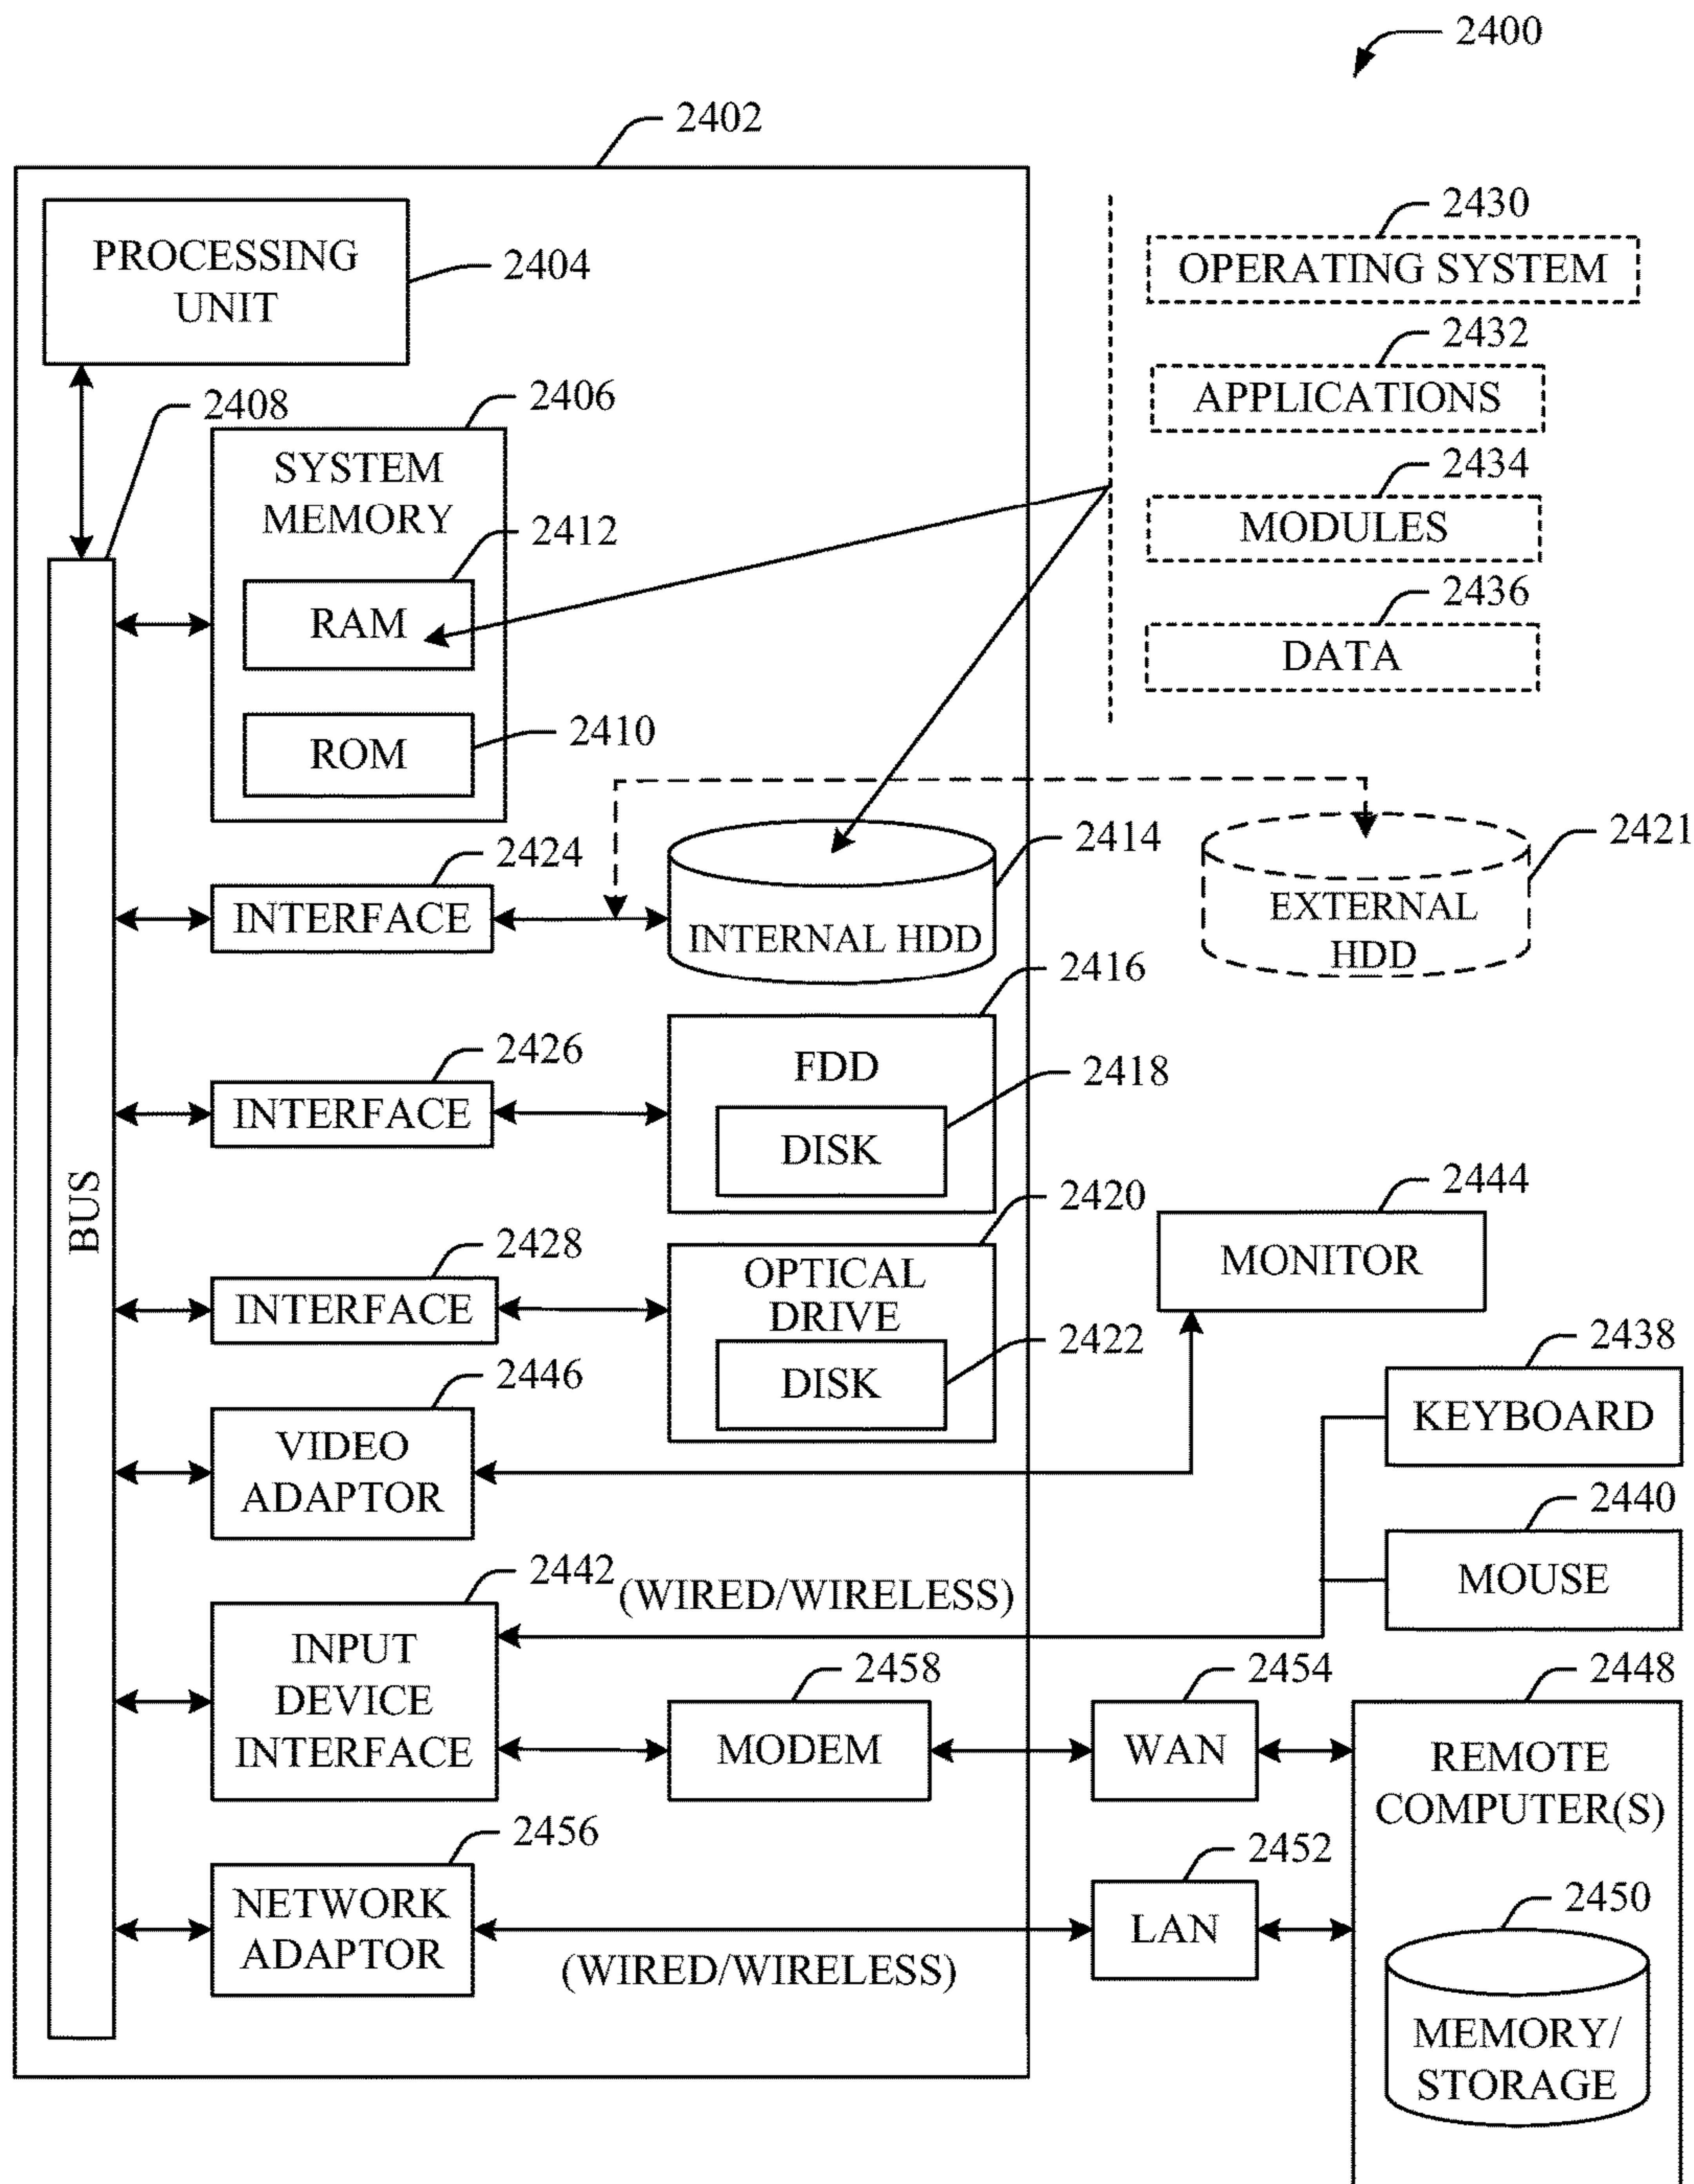 2400
2402
PROCESSING
UNIT
2404
2430
OPERATING SYSTEM
2432
APPLICATIONS
2434
MODULES
2436
DATA
2408
2406
SYSTEM
MEMORY
2412
RAM
2410
ROM
2424
INTERFACE
2414
INTERNAL HDD
2421
EXTERNAL
HDD
2416
FDD
2426
INTERFACE
2418
DISK
BUS
2420
OPTICAL
DRIVE
2428
INTERFACE
2422
DISK
2444
MONITOR
2446
VIDEO
ADAPTOR
2438
KEYBOARD
2440
MOUSE
2442
(WIRED/WIRELESS)
INPUT
DEVICE
INTERFACE
2458
MODEM
2454
WAN
2448
REMOTE
COMPUTER(S)
2456
NETWORK
ADAPTOR
(WIRED/WIRELESS)
2452
LAN
2450
MEMORY/
STORAGE